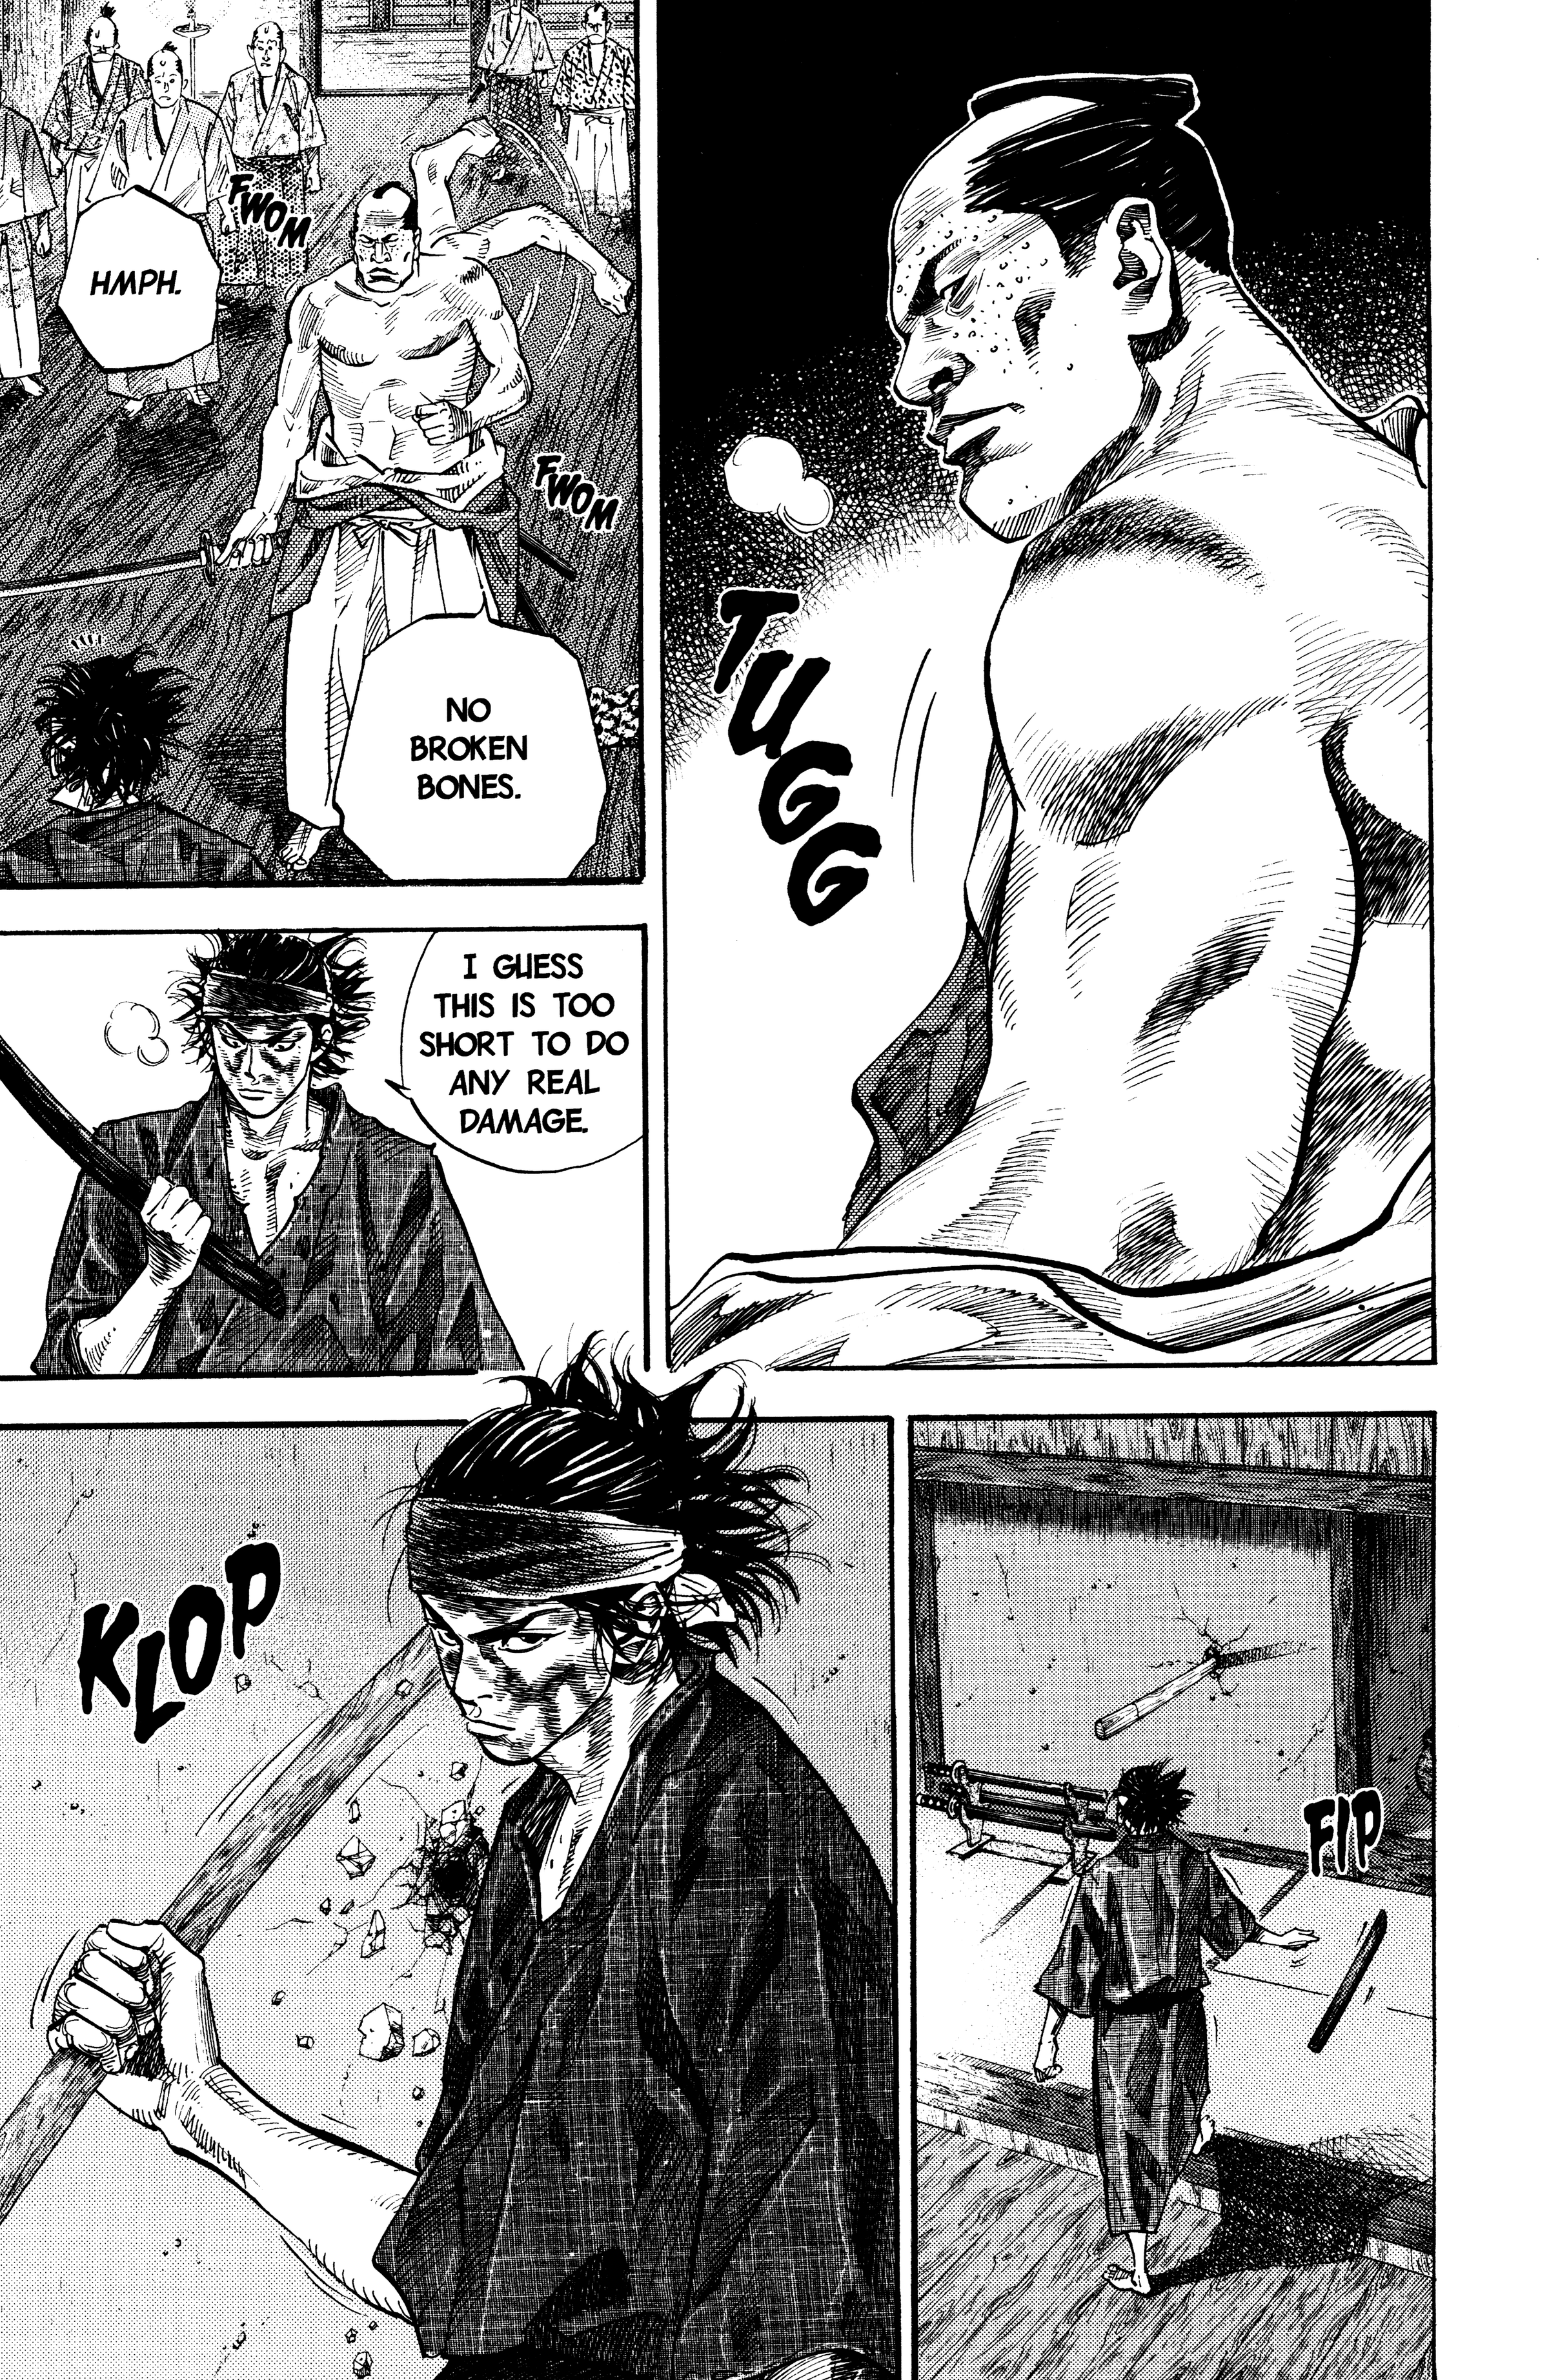 TUGG
FWOM
HMPH.
FWOM
NO
BROKEN
BONES.
I GUESS
THIS IS TOO
SHORT TO DO
ANY REAL
DAMAGE.
FIP
KLOP